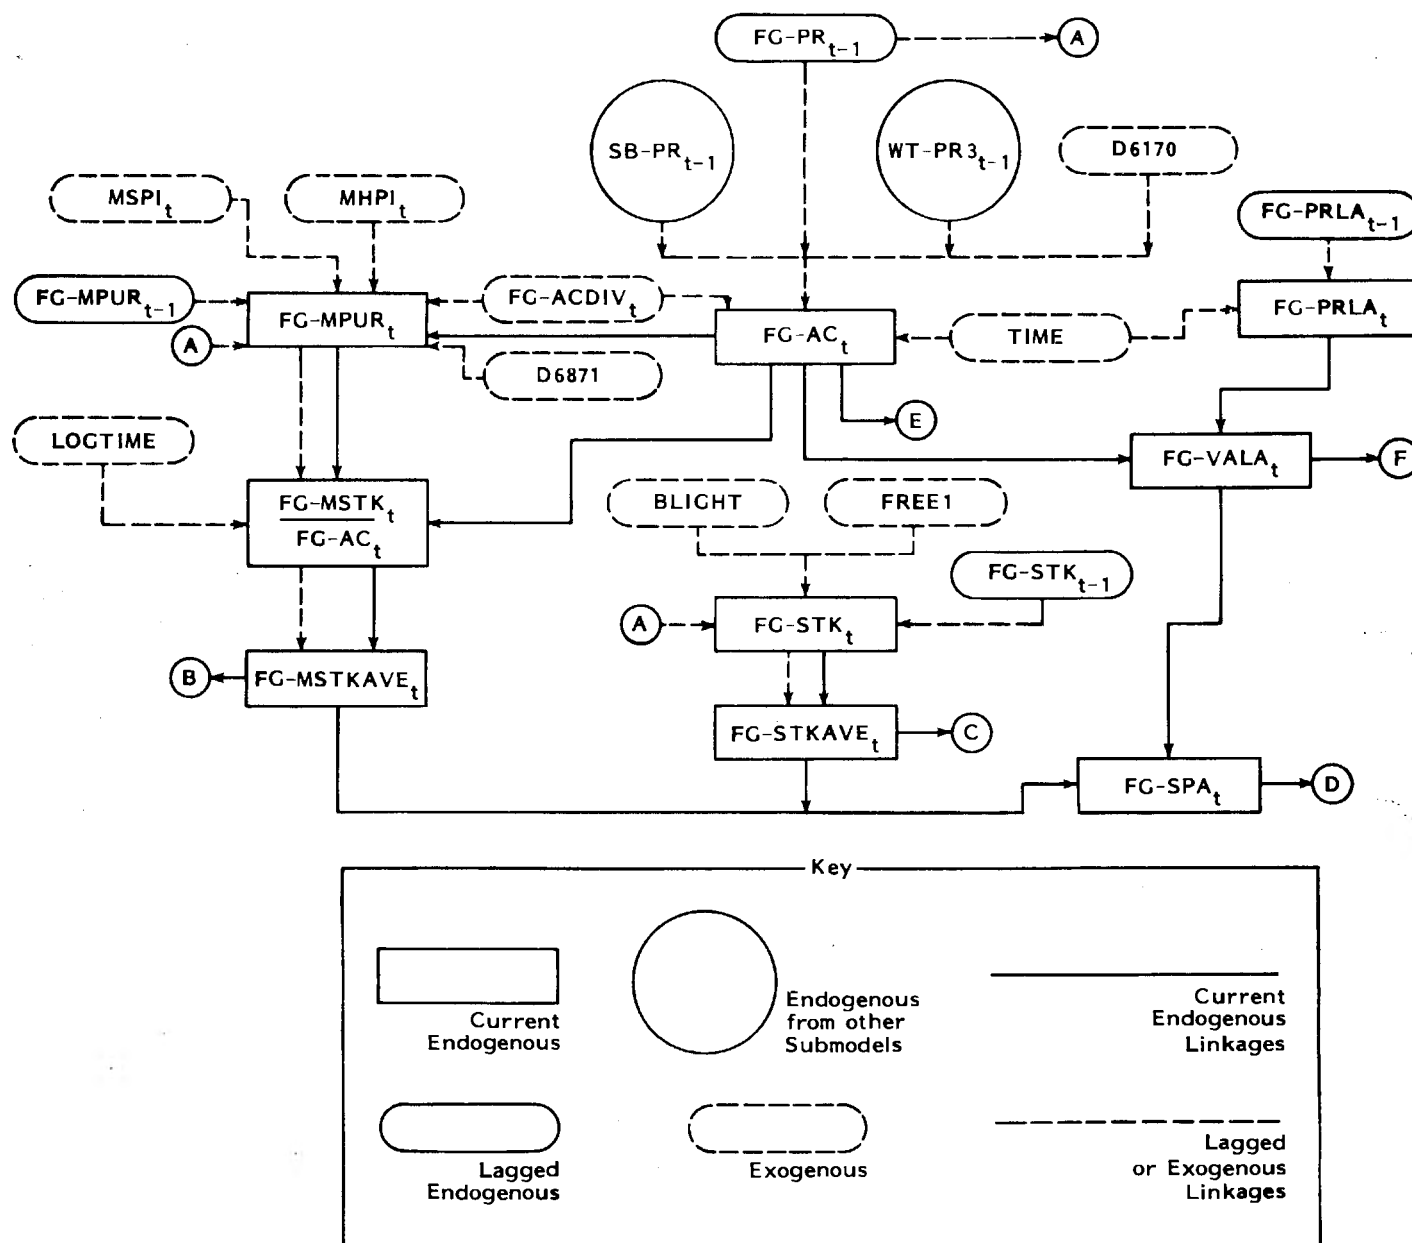 FG-PR t-1
A
SB-PR t-1
WT-PR3 t-1
D6170
MSPI t
MHPI t
FG-PRLA t-1
FG-MPUR t-1
FG-MPUR t
FG-ACDIV t
FG-AC t
TIME
FG-PRLA t
A
D6871
E
LOGTIME
FG-VALA t
F
FG-MSTK t
FG-AC t
BLIGHT
FREE1
FG-STK t-1
A
FG-STK t
B
FG-MSTKAVE t
FG-STKAVE t
C
FG-SPA t
D
Key
Current
Endogenous
Endogenous
from other
Submodels
Current
Endogenous
Linkages
Lagged
Endogenous
Exogenous
Lagged
or Exogenous
Linkages